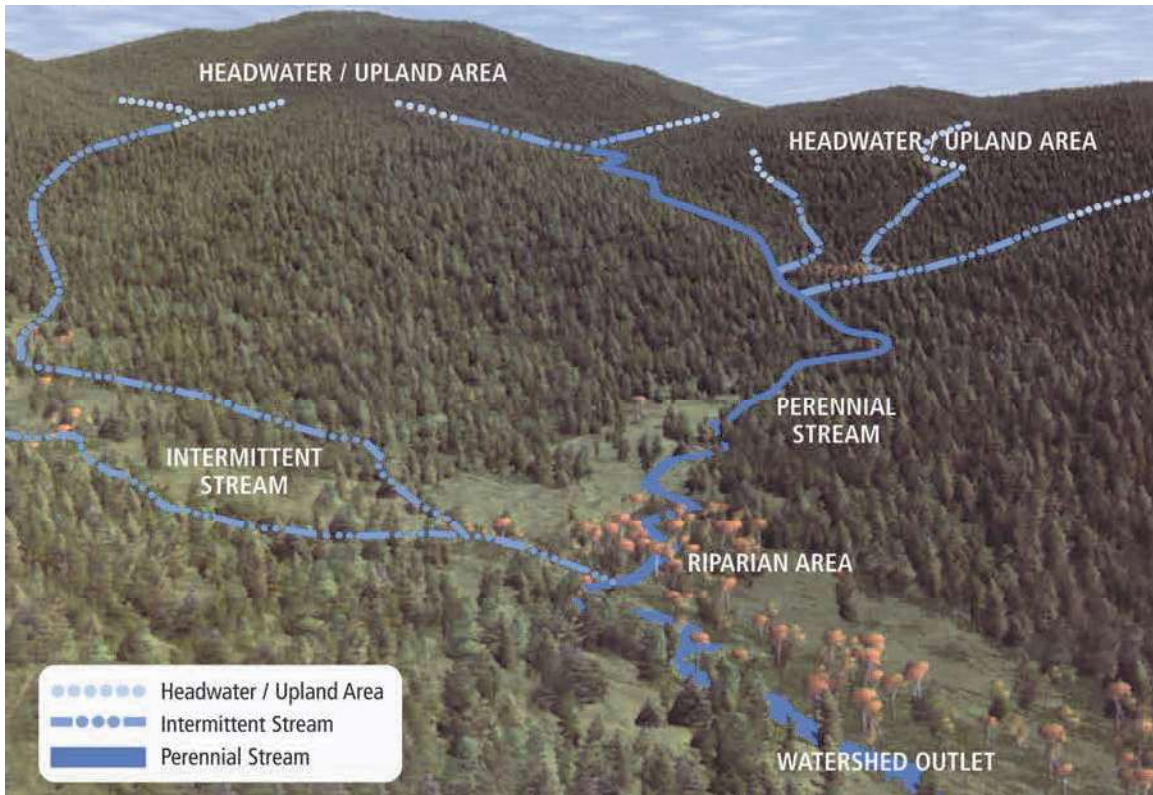 HEADWATER / UPLAND AREA
HEADWATER / UPLAND AREA
PERENNIAL
STREAM
INTERMITTENT
STREAM
RIPARIAN AREA
Headwater / Upland Area
Intermittent Stream
Perennial Stream
WATERSHED OUTLET